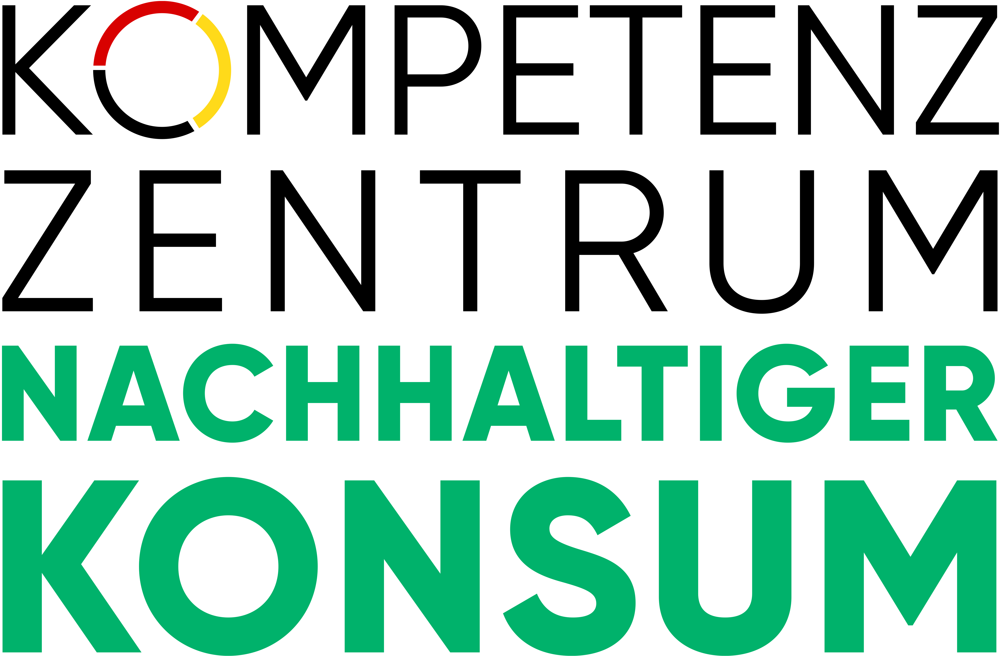 KOMPETENZ
ZENTRUM
NACHHALTIGER
KONSUM